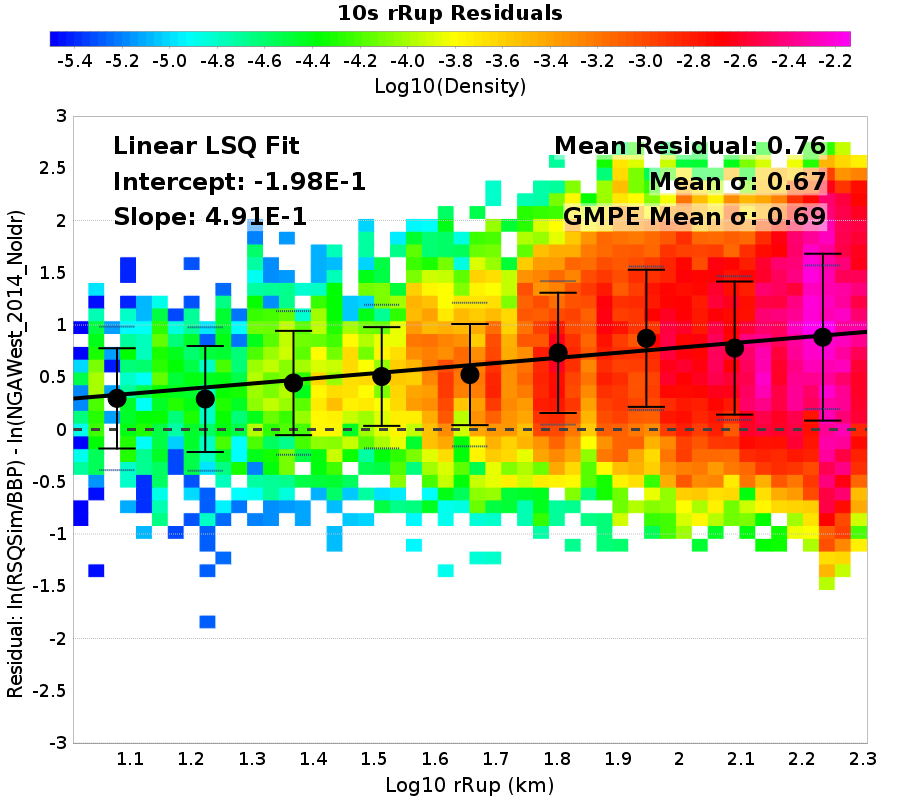 10s rRup Residuals
-5.4 -5.2 -5.0 -4.8 -4.6 -4.4 -4.2 -4.0 -3.8 -3.6 -3.4 -3.2 -3.0 -2.8 -2.6 -2.4 -2.2
Log10(Density)
Linear LSQ Fit
Intercept: -1.98E-1
Slope: 4.91E-1
Mean Residual: 0.76
Mean σ: 0.67
GMPE Mean σ: 0.69
Residual: ln(RSQSim/BBP) - ln(NGAWest_2014_NoIdr)
3
2.5
2
1.5
1
0.5
0
-0.5
-1
-1.5
-2
-2.5
-3
1.1 1.2 1.3 1.4 1.5 1.6 1.7 1.8 1.9 2 2.1 2.2 2.3
Log10 rRup (km)